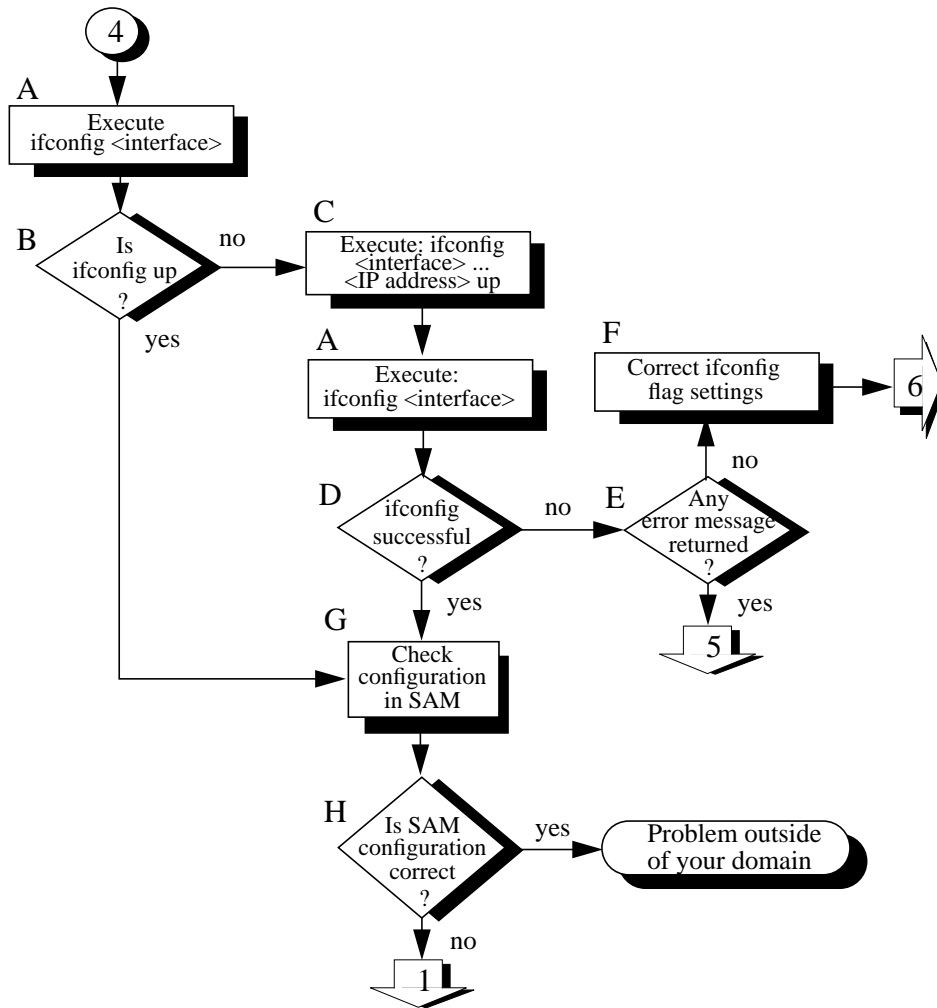 4
A
Execute
ifconfig <interface>
B
Is
ifconfig up
?
no
yes
C
Execute: ifconfig
<interface> ...
<IP address> up
A
Execute:
ifconfig <interface>
F
Correct ifconfig
flag settings
6
no
D
ifconfig
successful
?
no
yes
E
Any
error message
returned
?
yes
5
G
Check
configuration
in SAM
H
Is SAM
configuration
correct
?
yes
Problem outside
of your domain
no
1